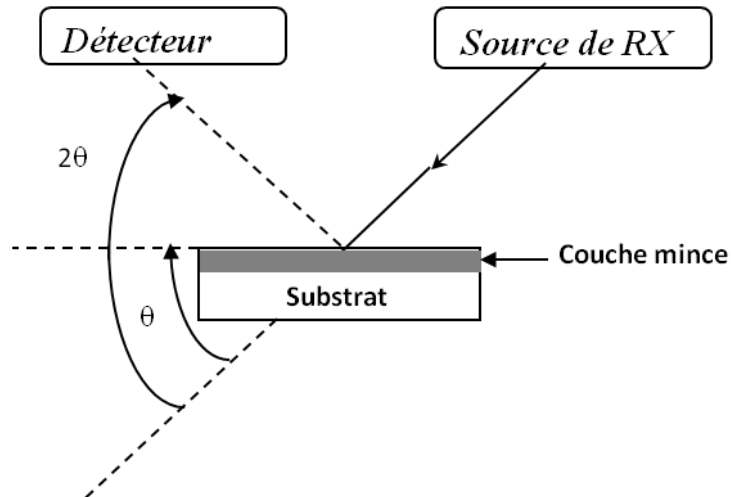 Détecteur
Source de RX
2θ
Couche mince
Substrat
θ